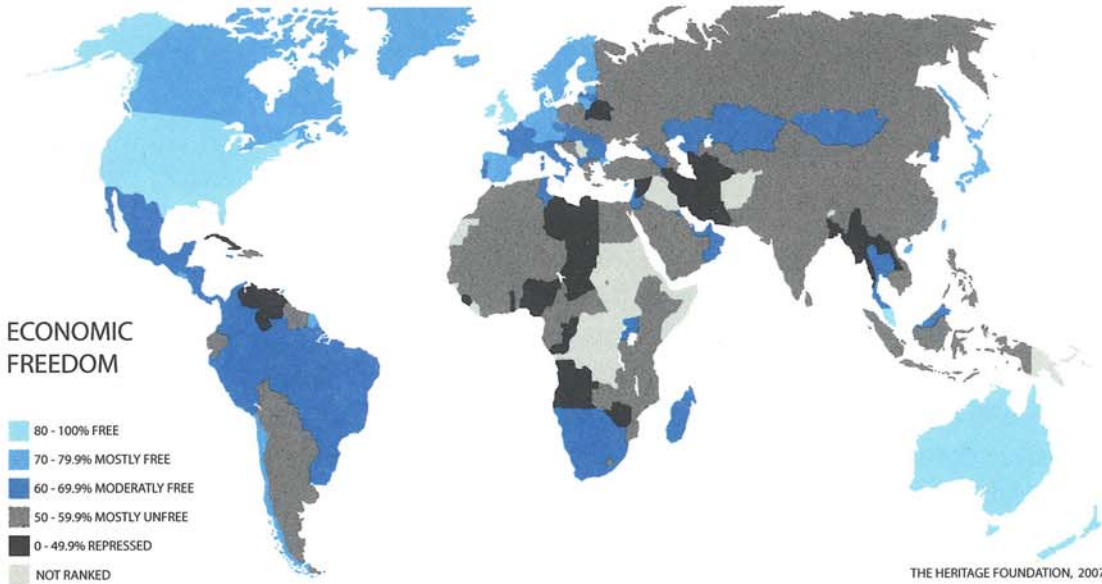 ECONOMIC
FREEDOM
80 - 100% FREE
70 - 79.9% MOSTLY FREE
60 - 69.9% MODERATLY FREE
50 - 59.9% MOSTLY UNFREE
0 - 49.9% REPRESSED
NOT RANKED
THE HERITAGE FOUNDATION, 2007